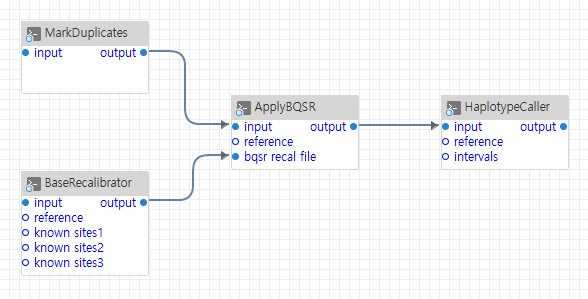 MarkDuplicates
input output
ApplyBQSR
input output
reference
bqsr recal file
HaplotypeCaller
input output
reference
intervals
BaseRecalibrator
input output
reference
known sites1
known sites2
known sites3